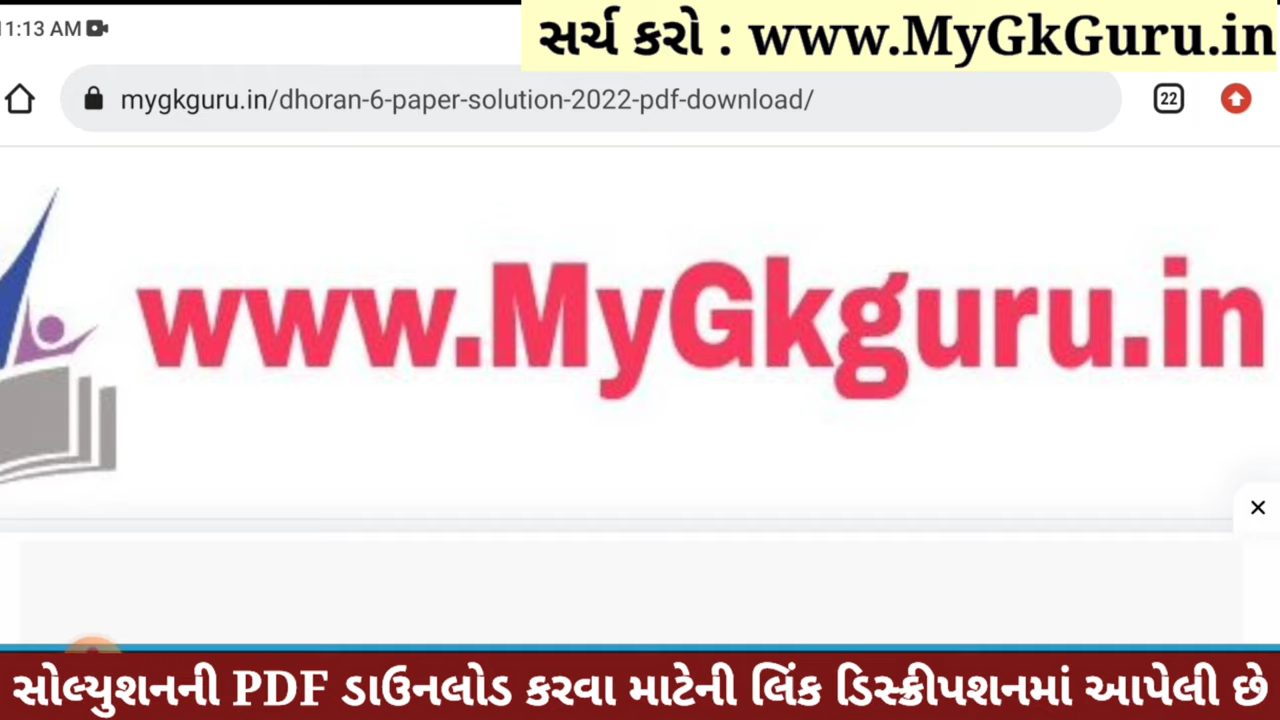 11:13 AM
સર્ચ કરો : www.MyGkGuru.in
mygkguru.in/dhoran-6-paper-solution-2022-pdf-download/
22
www.MyGkguru.in
સોલ્યુશનની PDF ડાઉનલોડ કરવા માટેની લિંક ડિસ્ક્રીપશનમાં આપેલી છે